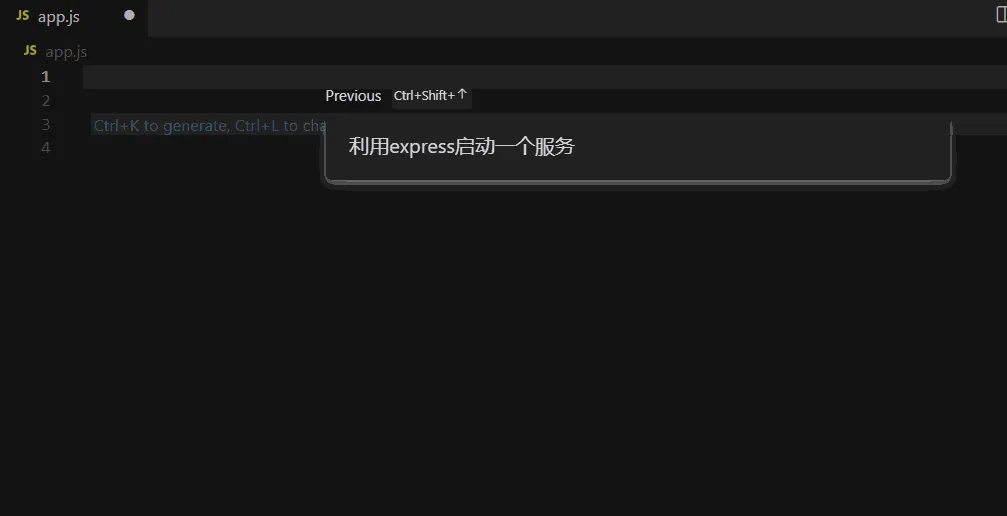 JS app.js
JS app.js
1
Previous Ctrl+Shift+↑
2
3 Ctrl+K to generate, Ctrl+L to cha
利用express启动一个服务
4